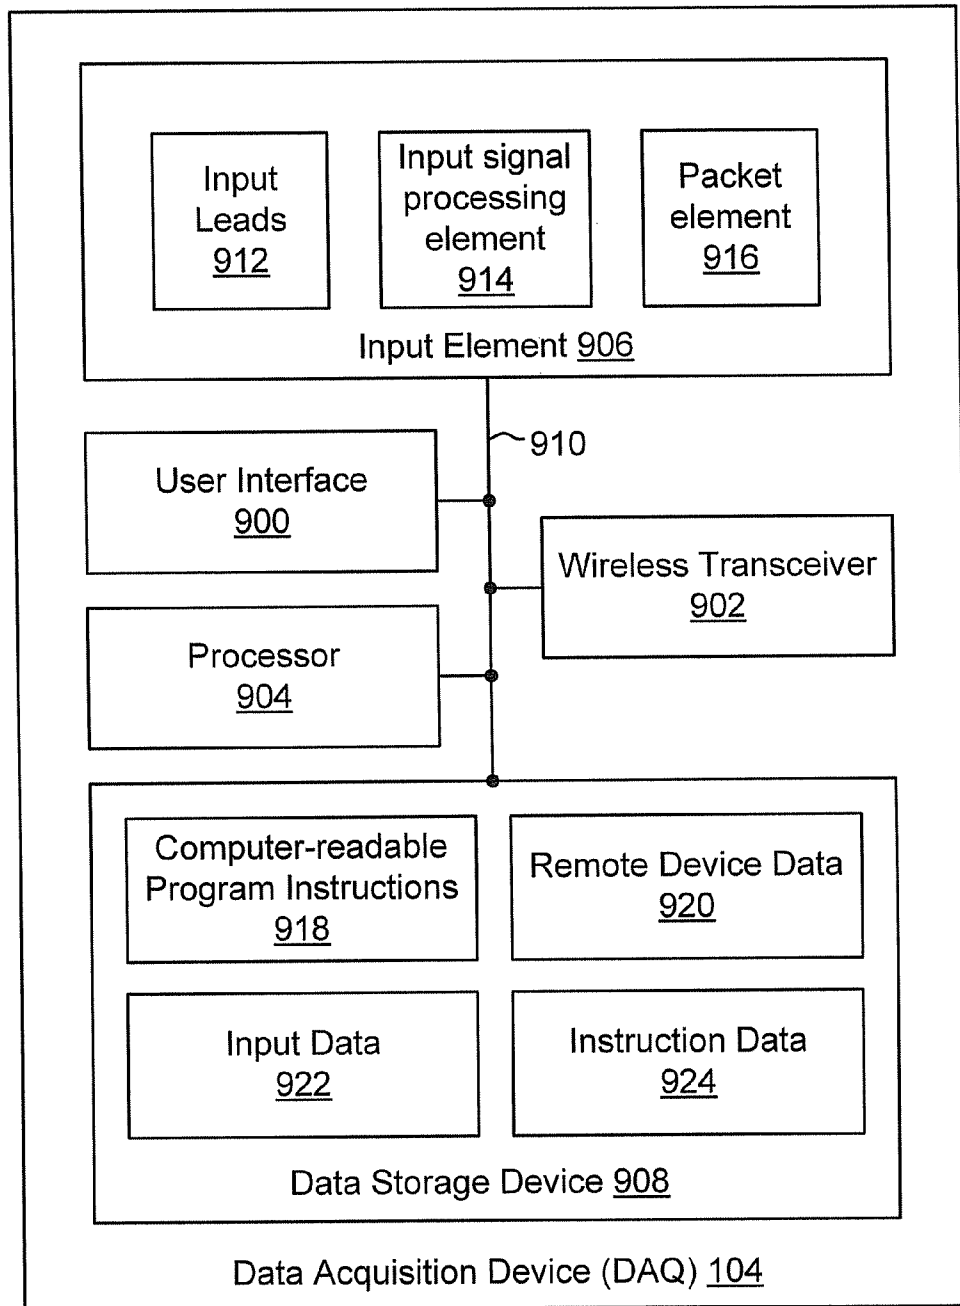 Input
Leads
912
Input signal
processing
element
914
Packet
element
916
Input Element 906
910
User Interface
900
Wireless Transceiver
902
Processor
904
Computer-readable
Program Instructions
918
Remote Device Data
920
Input Data
922
Instruction Data
924
Data Storage Device 908
Data Acquisition Device (DAQ) 104